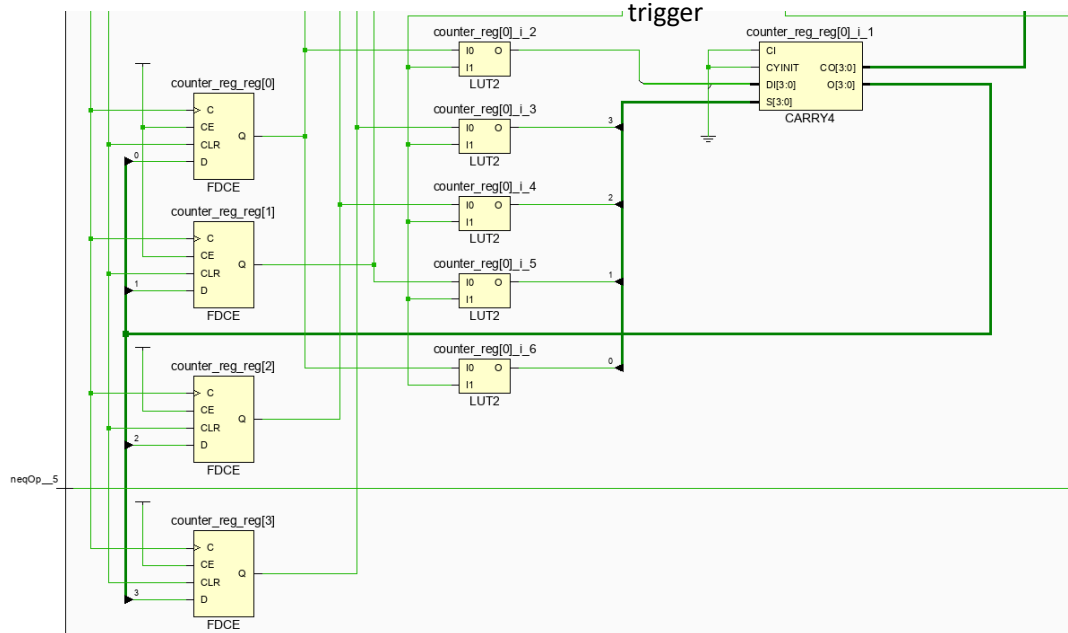 trigger
counter_reg[0]_i_2
I0 O
I1
LUT2
counter_reg_reg[0]_i_1
CI
CYINIT CO[3:0]
DI[3:0] O[3:0]
S[3:0]
CARRY4
counter_reg_reg[0]
C
CE
CLR
D
Q
FDCE
0
counter_reg[0]_i_3
I0 O
I1
LUT2
3
counter_reg[0]_i_4
I0 O
I1
LUT2
2
counter_reg_reg[1]
C
CE
CLR
D
Q
FDCE
1
counter_reg[0]_i_5
I0 O
I1
LUT2
1
counter_reg[0]_i_6
I0 O
I1
LUT2
0
counter_reg_reg[2]
C
CE
CLR
D
Q
FDCE
2
neqOp__5
counter_reg_reg[3]
C
CE
CLR
D
Q
FDCE
3